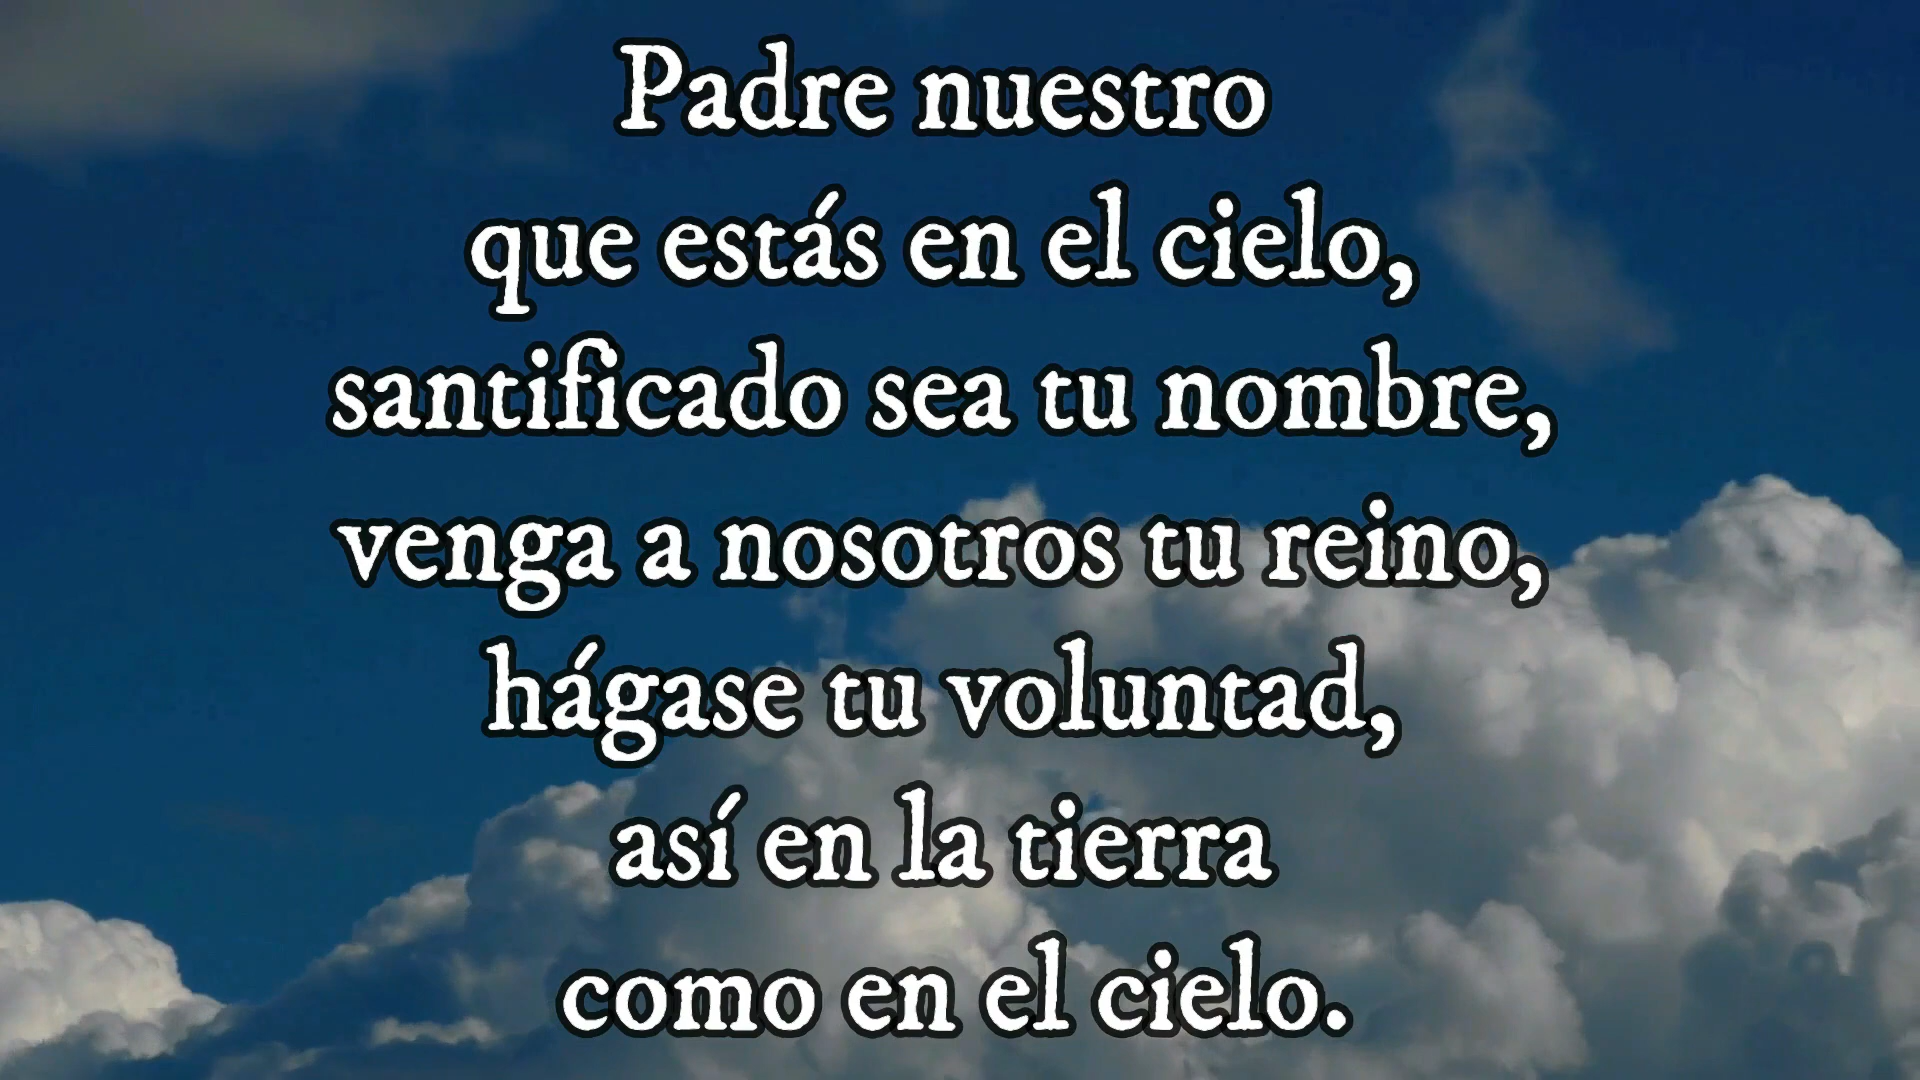 Padre nuestro
que estás en el cielo,
santificado sea tu nombre,
venga a nosotros tu reino,
hágase tu voluntad,
así en la tierra
como en el cielo.